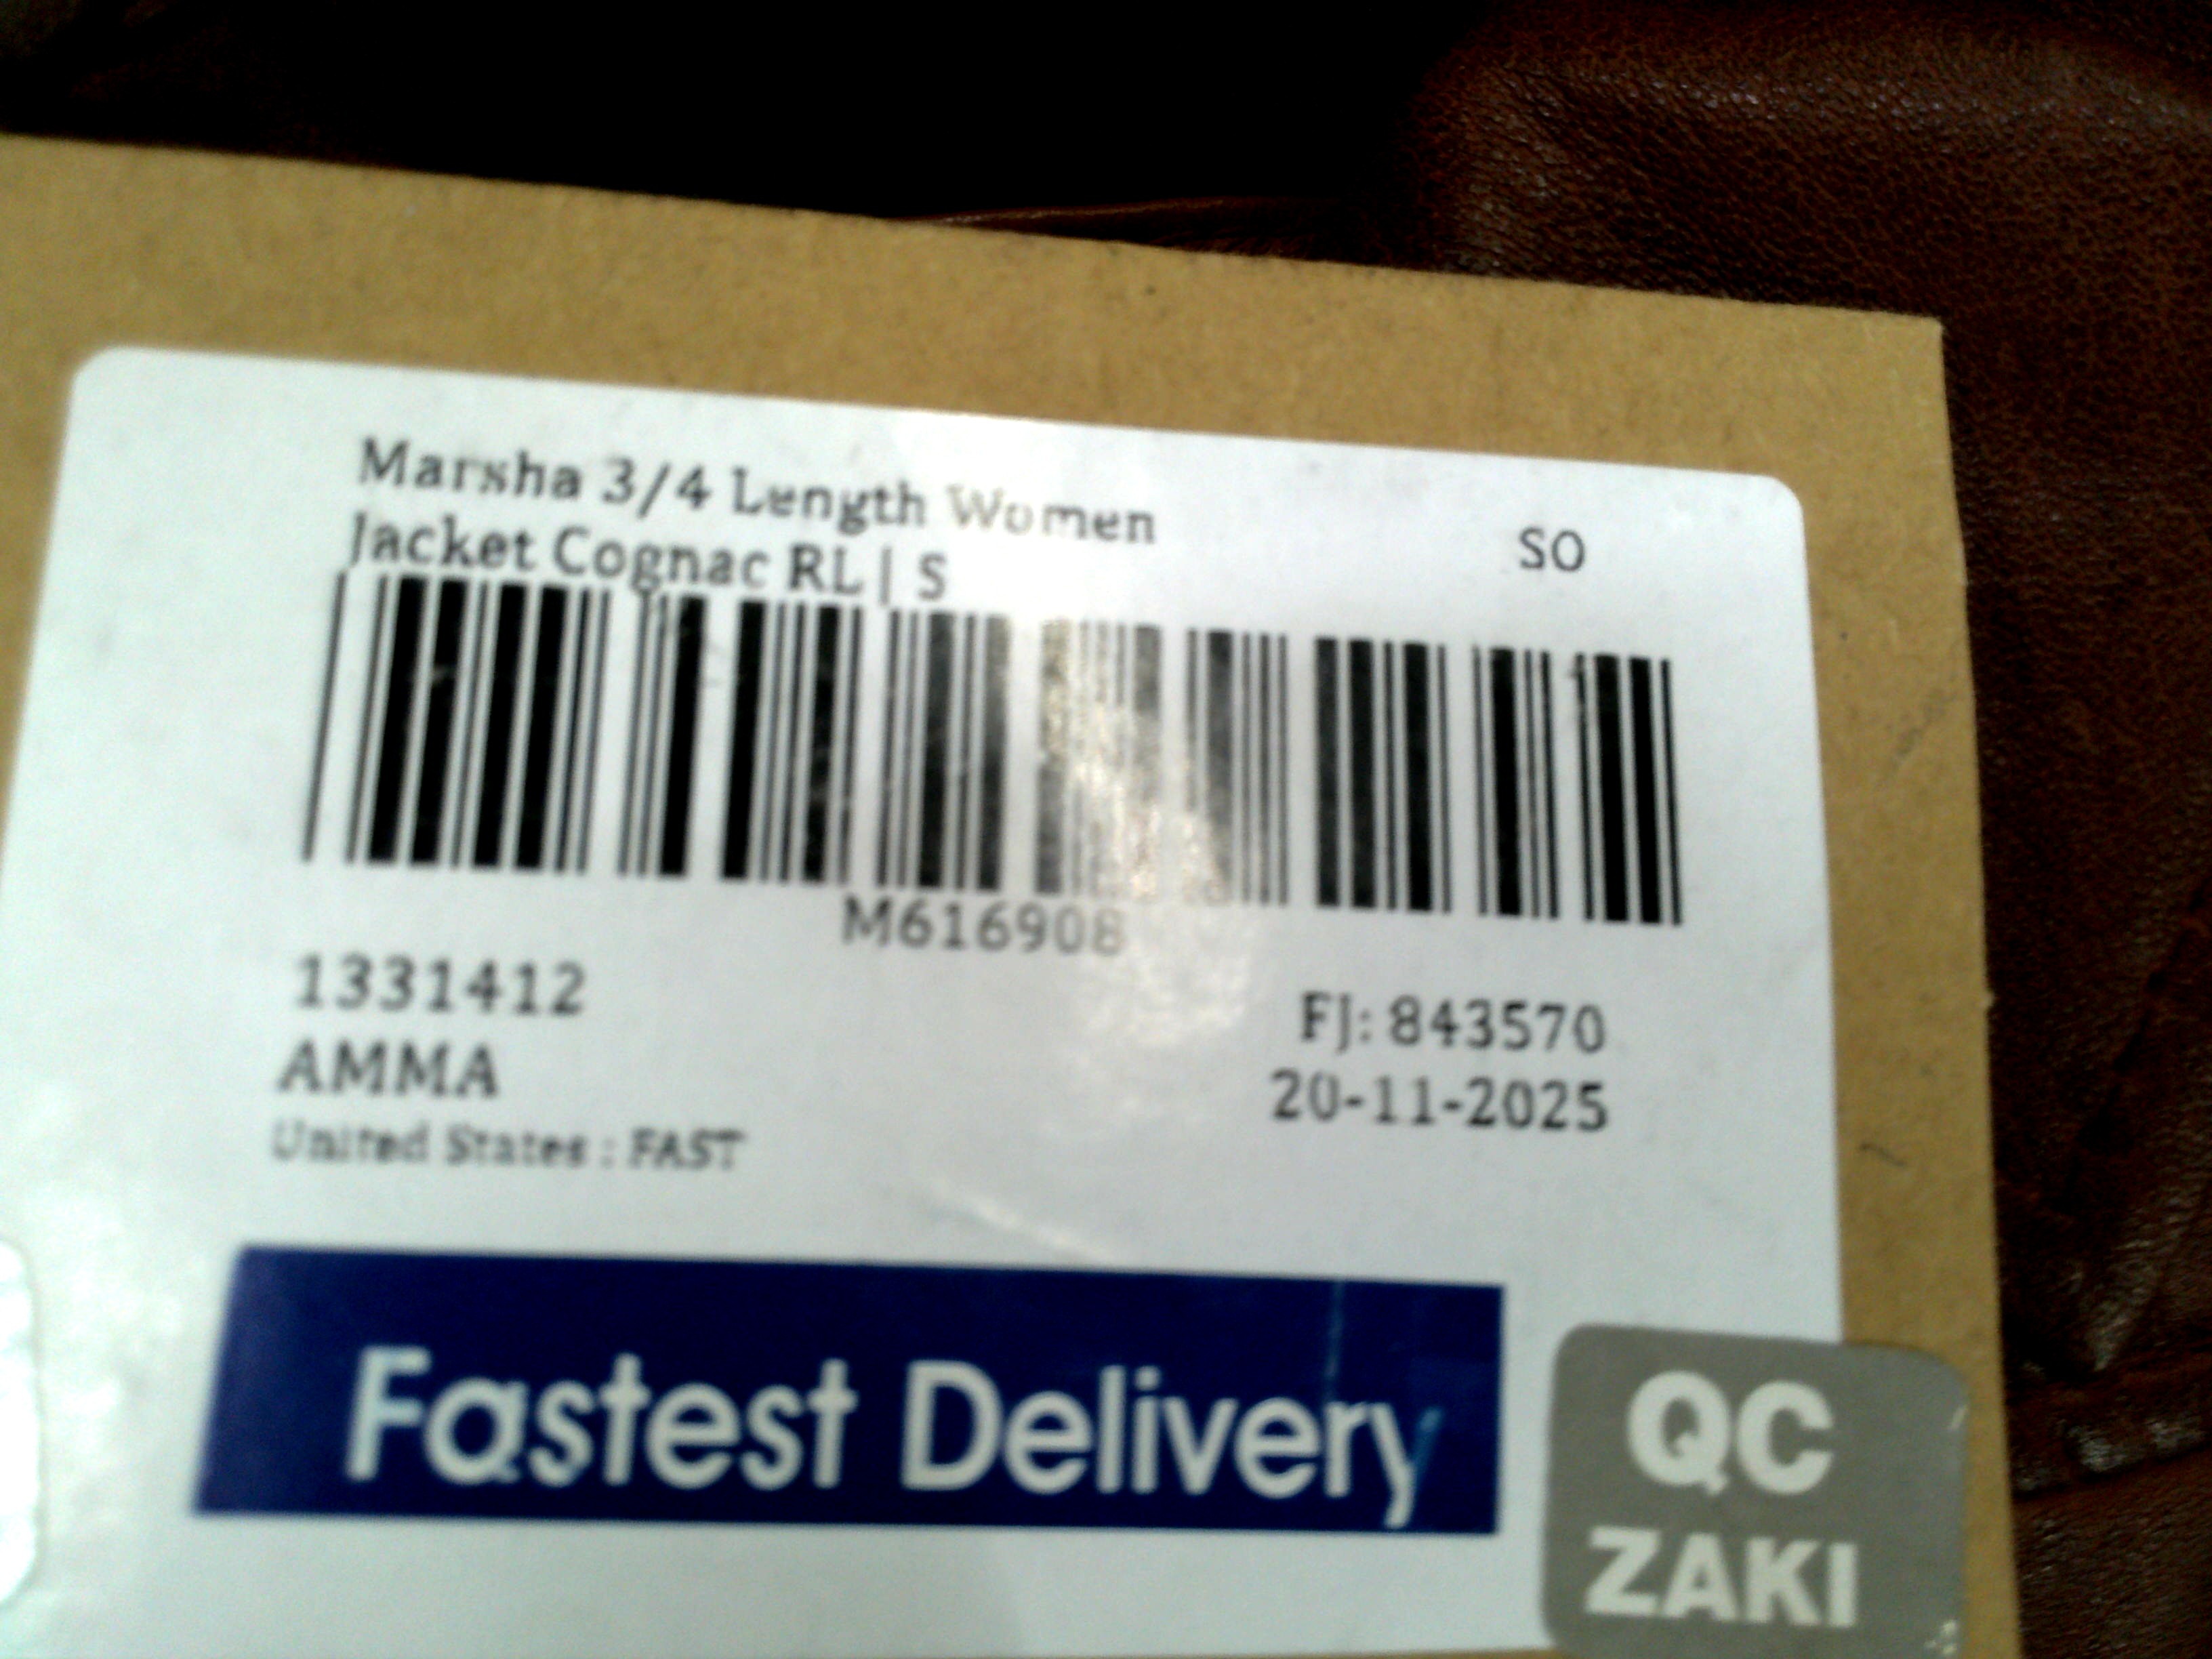 Marsha 3/4 Length Women
Jacket Cognac RL | S
SO
M616908
1331412
FJ: 843570
AMMA
20-11-2025
United States : FAST
Fastest Delivery
QC
ZAKI